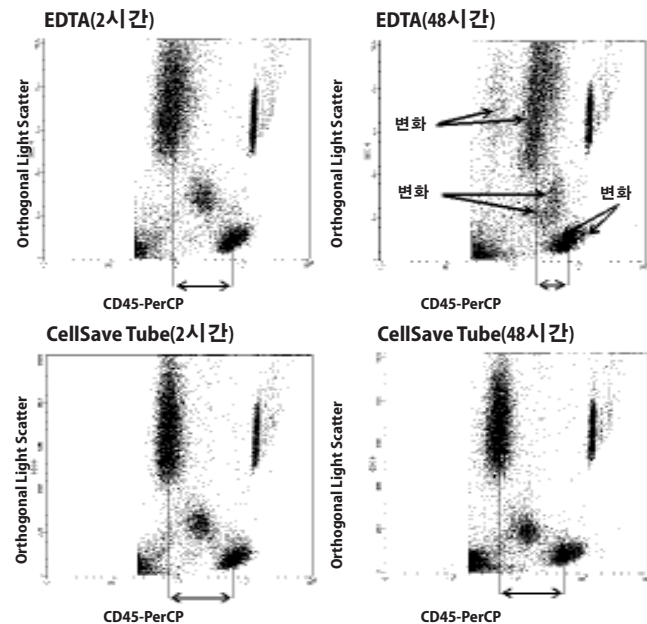 EDTA(2시간)
Orthogonal Light Scatter
CD45-PerCP
EDTA(48시간)
Orthogonal Light Scatter
변화
변화
변화
CD45-PerCP
CellSave Tube(2시간)
Orthogonal Light Scatter
CD45-PerCP
CellSave Tube(48시간)
Orthogonal Light Scatter
CD45-PerCP